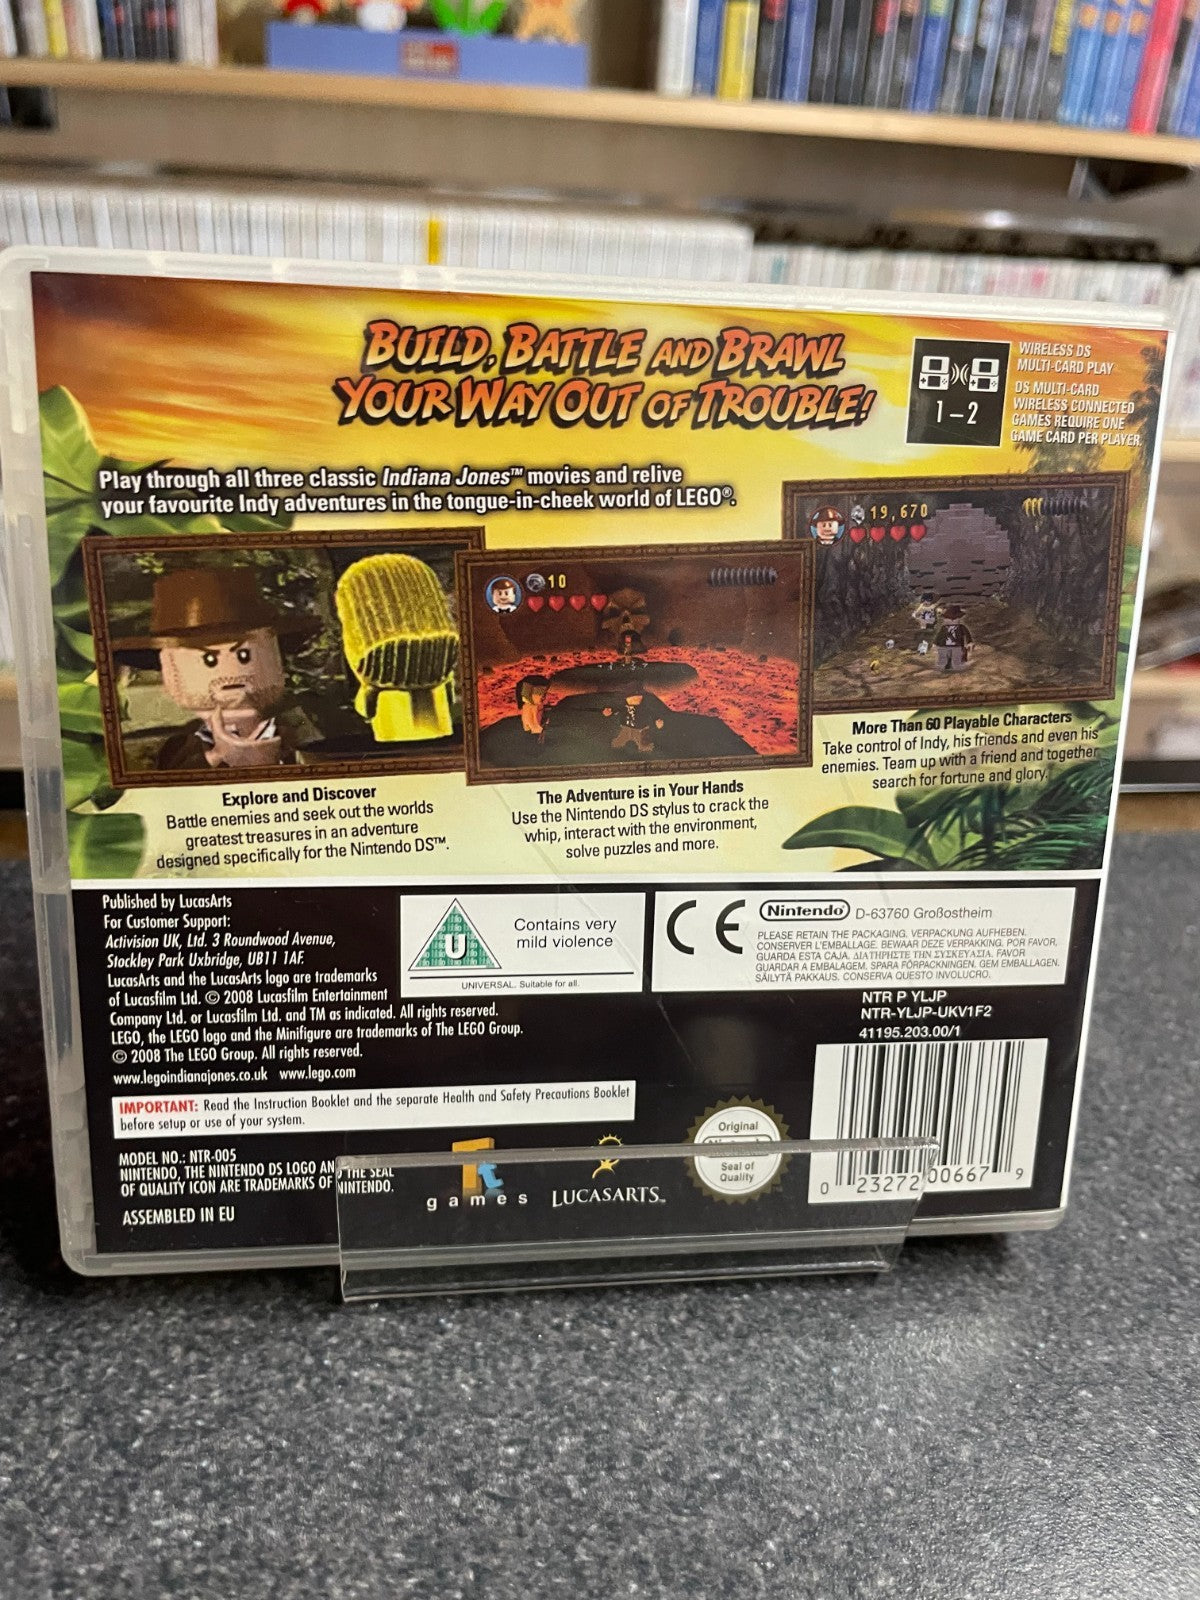 BUILD, BATTLE AND BRAWL
YOUR WAY OUT OF TROUBLE!
1 – 2
WIRELESS DS
MULTI-CARD PLAY
DS MULTI-CARD
WIRELESS CONNECTED
GAMES REQUIRE ONE
GAME CARD PER PLAYER.
Play through all three classic Indiana Jones™ movies and relive
your favourite Indy adventures in the tongue-in-cheek world of LEGO®.
10
19,670
Explore and Discover
Battle enemies and seek out the worlds
greatest treasures in an adventure
designed specifically for the Nintendo DS™.
The Adventure is in Your Hands
Use the Nintendo DS stylus to crack the
whip, interact with the environment,
solve puzzles and more.
More Than 60 Playable Characters
Take control of Indy, his friends and even his
enemies. Team up with a friend and together
search for fortune and glory.
Published by LucasArts
For Customer Support:
Activision UK, Ltd. 3 Roundwood Avenue,
Stockley Park Uxbridge, UB11 1AF.
LucasArts and the LucasArts logo are trademarks
of Lucasfilm Ltd. © 2008 Lucasfilm Entertainment
Company Ltd. or Lucasfilm Ltd. and TM as indicated. All rights reserved.
LEGO, the LEGO logo and the Minifigure are trademarks of The LEGO Group.
© 2008 The LEGO Group. All rights reserved.
www.legoindianajones.co.uk www.lego.com
U
Contains very
mild violence
UNIVERSAL. Suitable for all.
CE
Nintendo D-63760 Großostheim
PLEASE RETAIN THE PACKAGING. VERPACKUNG AUFHEBEN.
CONSERVER L'EMBALLAGE. BEWAAR DEZE VERPAKKING. POR FAVOR,
GUARDA ESTA CAJA. ΔΙΑΤΗΡΗΣΤΕ ΤΗΝ ΣΥΣΚΕΥΑΣΙΑ. FAVOR
GUARDAR A EMBALAGEM. SPARA FÖRPACKNINGEN. GEM EMBALLAGEN.
SÄILYTÄ PAKKAUS. CONSERVA QUESTO INVOLUCRO.
NTR P YLJP
NTR-YLJP-UKV1F2
41195.203.00/1
IMPORTANT: Read the Instruction Booklet and the separate Health and Safety Precautions Booklet
before setup or use of your system.
MODEL NO.: NTR-005
NINTENDO, THE NINTENDO DS LOGO AND THE SEAL
OF QUALITY ICON ARE TRADEMARKS OF NINTENDO.
ASSEMBLED IN EU
Tt
games
LUCASARTS™
Original
Nintendo
Seal of
Quality
0 23272 00667 9